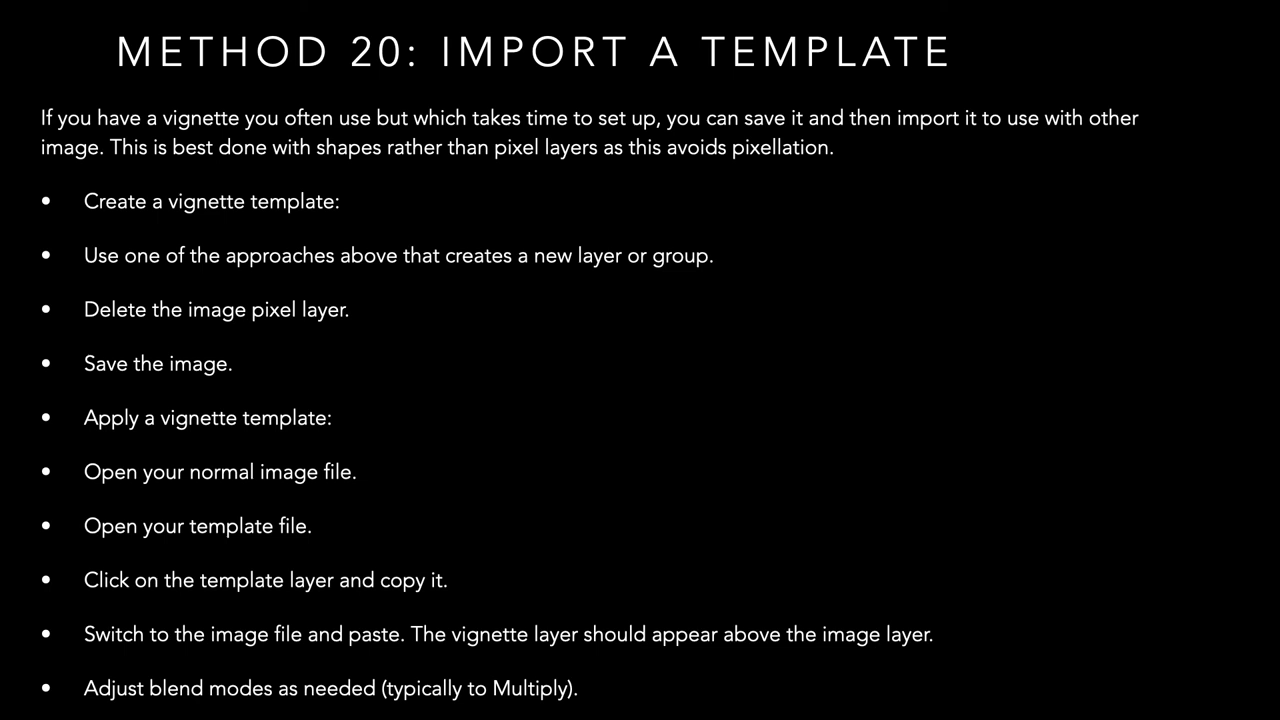 METHOD 20: IMPORT A TEMPLATE
If you have a vignette you often use but which takes time to set up, you can save it and then import it to use with other
image. This is best done with shapes rather than pixel layers as this avoids pixellation.
• Create a vignette template:
• Use one of the approaches above that creates a new layer or group.
• Delete the image pixel layer.
• Save the image.
• Apply a vignette template:
• Open your normal image file.
• Open your template file.
• Click on the template layer and copy it.
• Switch to the image file and paste. The vignette layer should appear above the image layer.
• Adjust blend modes as needed (typically to Multiply).